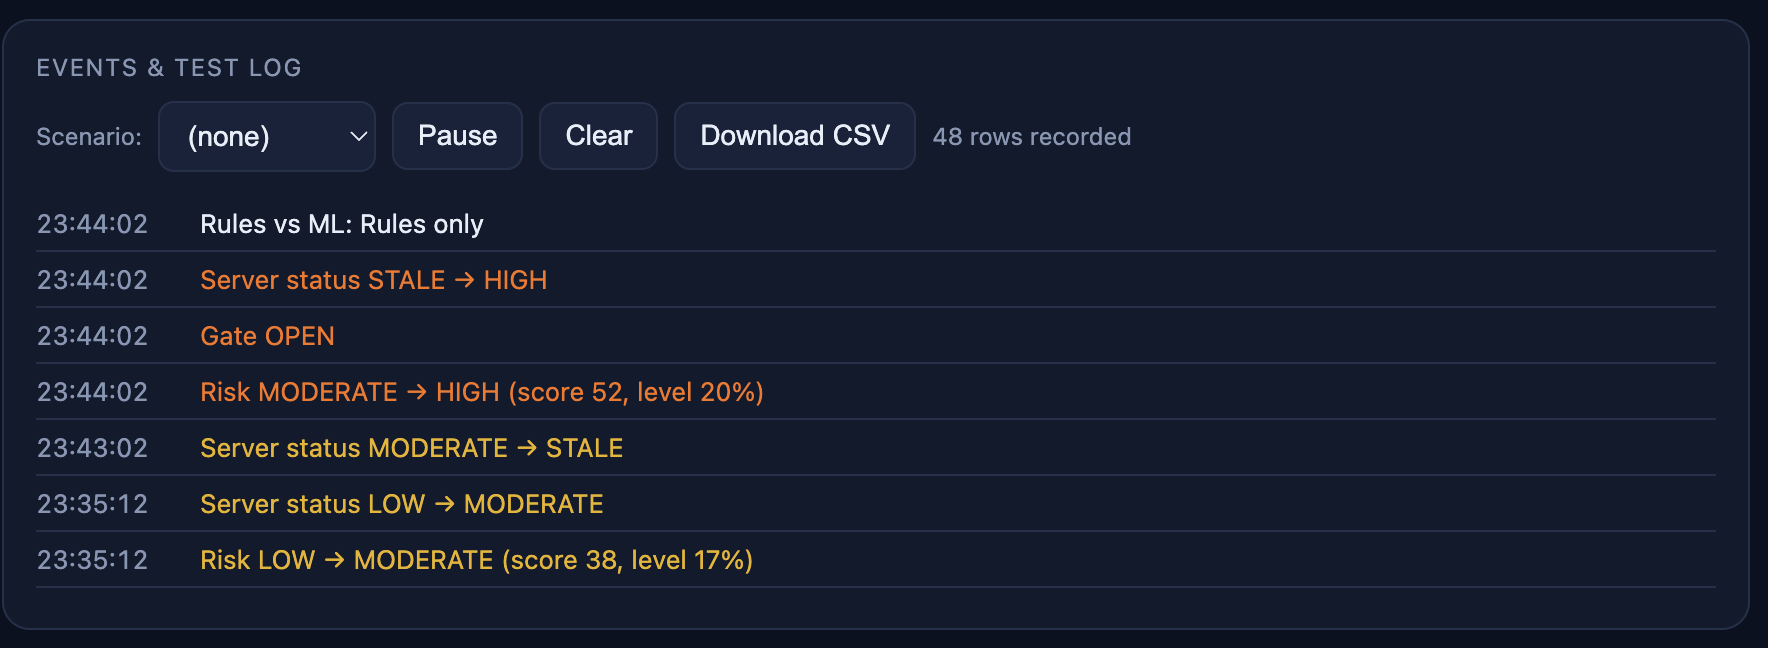 EVENTS & TEST LOG
Scenario: (none) Pause Clear Download CSV 48 rows recorded
23:44:02 Rules vs ML: Rules only
23:44:02 Server status STALE → HIGH
23:44:02 Gate OPEN
23:44:02 Risk MODERATE → HIGH (score 52, level 20%)
23:43:02 Server status MODERATE → STALE
23:35:12 Server status LOW → MODERATE
23:35:12 Risk LOW → MODERATE (score 38, level 17%)